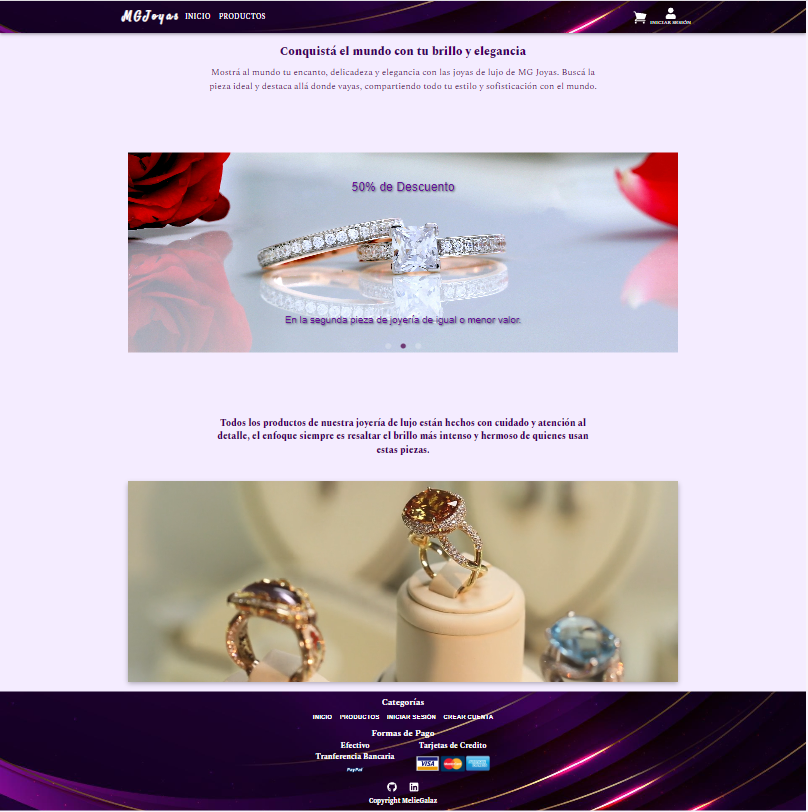 MGJoyas INICIO PRODUCTOS INICIAR SESIÓN
Conquistá el mundo con tu brillo y elegancia
Mostrá al mundo tu encanto, delicadeza y elegancia con las joyas de lujo de MG Joyas. Buscá la
pieza ideal y destaca allá donde vayas, compartiendo todo tu estilo y sofisticación con el mundo.
50% de Descuento
En la segunda pieza de joyería de igual o menor valor.
Todos los productos de nuestra joyería de lujo están hechos con cuidado y atención al
detalle, el enfoque siempre es resaltar el brillo más intenso y hermoso de quienes usan
estas piezas.
Categorías
INICIO PRODUCTOS INICIAR SESIÓN CREAR CUENTA
Formas de Pago
Efectivo Tarjetas de Credito
Tranferencia Bancaria
PayPal VISA
Copyright MelieGalaz